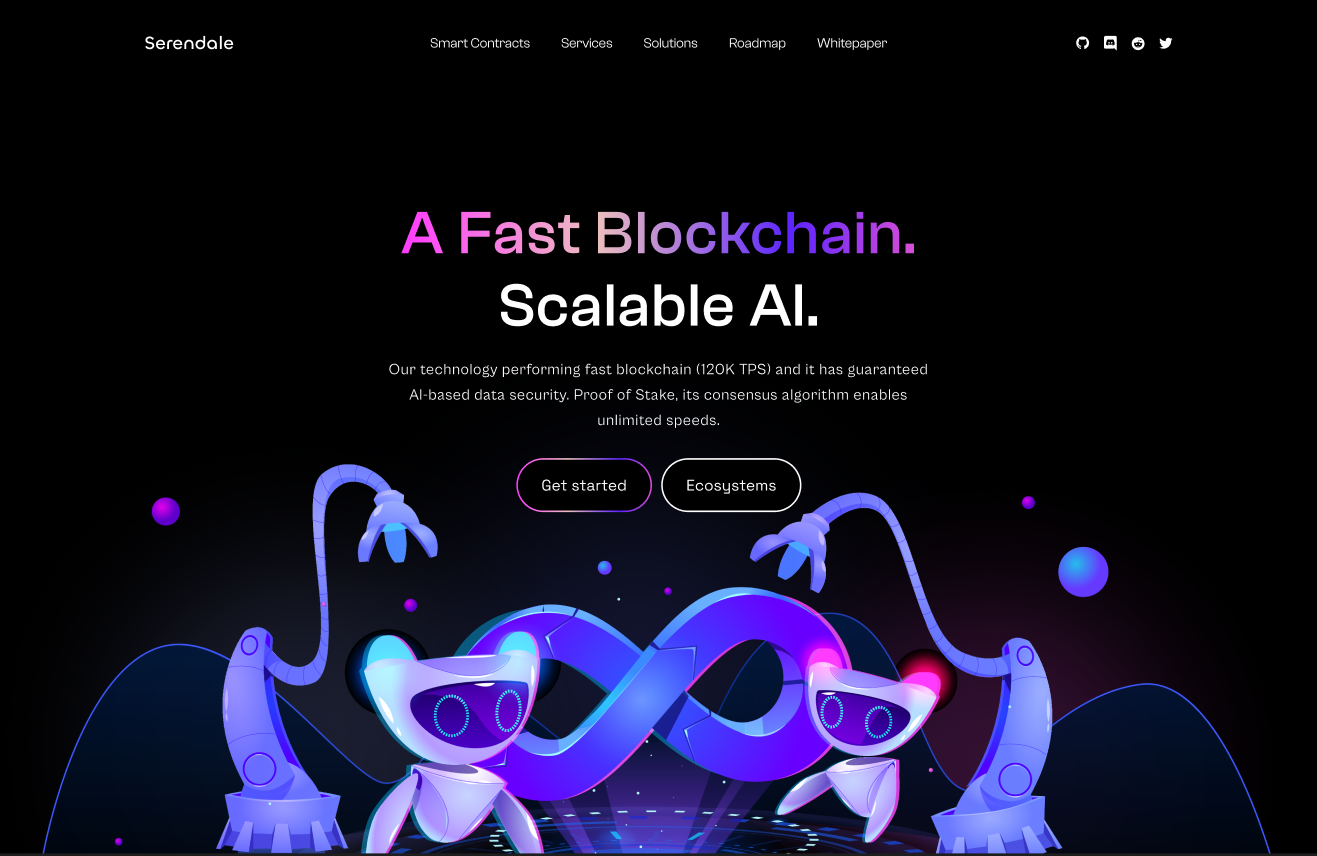 Serendale
Smart Contracts
Services
Solutions
Roadmap
Whitepaper
A Fast Blockchain.
Scalable AI.
Our technology performing fast blockchain (120K TPS) and it has guaranteed
AI-based data security. Proof of Stake, its consensus algorithm enables
unlimited speeds.
Get started
Ecosystems